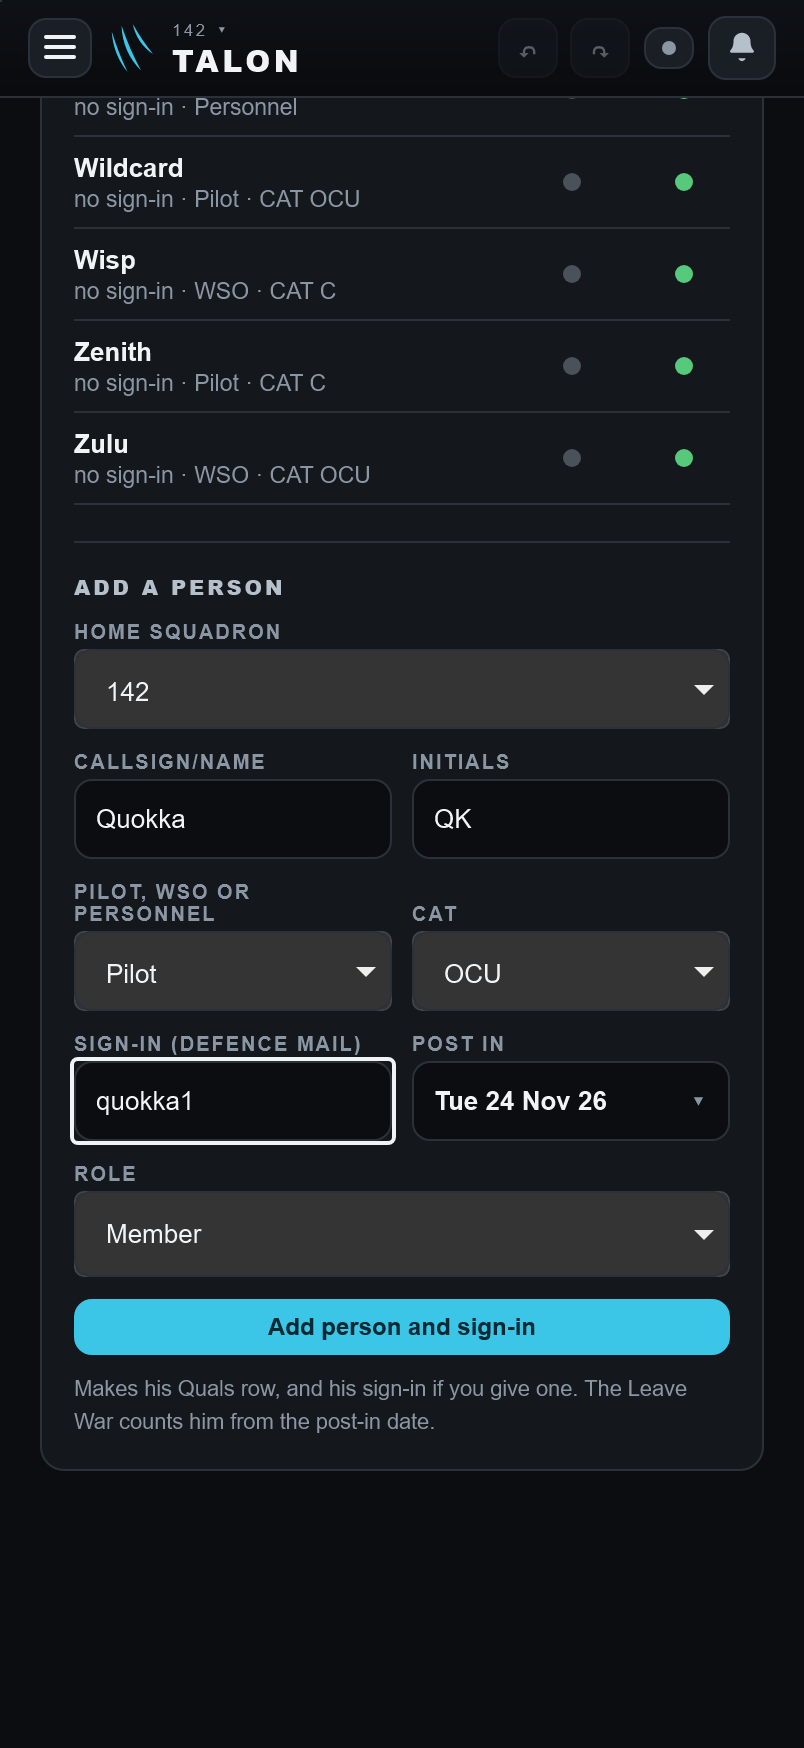 142 ▾
TALON
no sign-in · Personnel
Wildcard
no sign-in · Pilot · CAT OCU
Wisp
no sign-in · WSO · CAT C
Zenith
no sign-in · Pilot · CAT C
Zulu
no sign-in · WSO · CAT OCU
ADD A PERSON
HOME SQUADRON
142
CALLSIGN/NAME
INITIALS
Quokka
QK
PILOT, WSO OR
PERSONNEL
CAT
Pilot
OCU
SIGN-IN (DEFENCE MAIL)
POST IN
quokka1
Tue 24 Nov 26 ▾
ROLE
Member
Add person and sign-in
Makes his Quals row, and his sign-in if you give one. The Leave
War counts him from the post-in date.